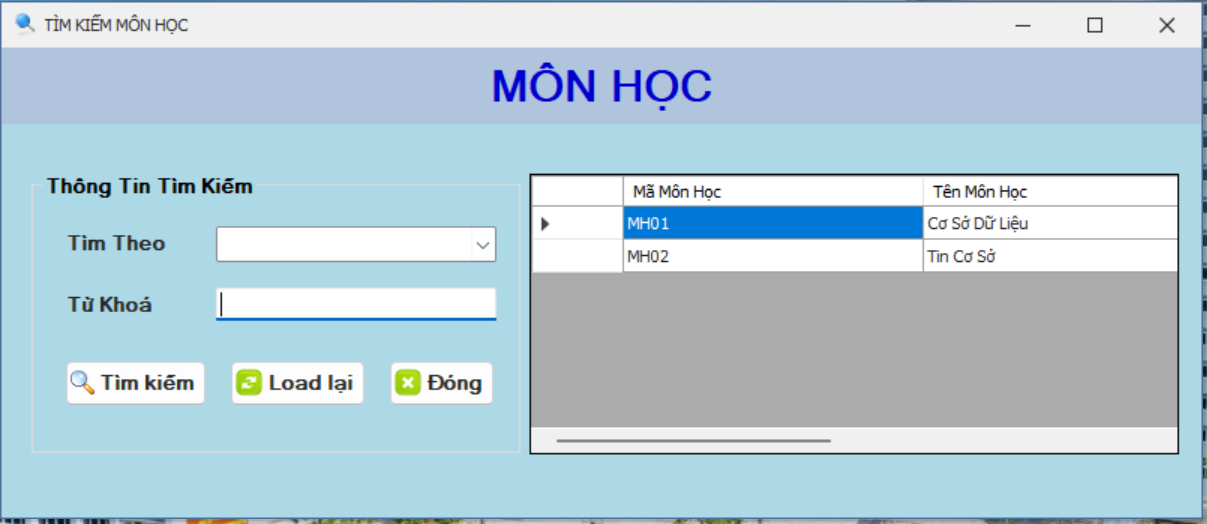 TÌM KIẾM MÔN HỌC
MÔN HỌC
Thông Tin Tìm Kiếm
Tìm Theo
Từ Khoá
Tìm kiếm
Load lại
Đóng
Mã Môn Học Tên Môn Học
MH01 Cơ Sở Dữ Liệu
MH02 Tin Cơ Sở